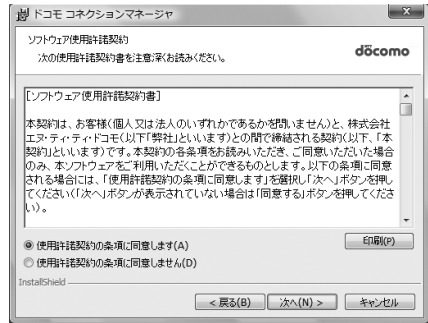 ドコモ コネクションマネージャ
ソフトウェア使用許諾契約
次の使用許諾契約書を注意深くお読みください。
döcomo
[ソフトウェア使用許諾契約書]
本契約は、お客様(個人又は法人のいずれかであるかを問いません)と、株式会社
エヌ・ティ・ティ・ドコモ(以下「弊社」といいます)との間で締結される契約(以下、「本
契約」といいます)です。本契約の各条項をお読みいただき、ご同意いただいた場合
のみ、本ソフトウェアをご利用いただくことができるものとします。以下の条項に同意
される場合には、「使用許諾契約の条項に同意します」を選択し「次へ」ボタンを押し
てください(「次へ」ボタンが表示されていない場合は「同意する」ボタンを押してくださ
い)。
使用許諾契約の条項に同意します(A)
印刷(P)
使用許諾契約の条項に同意しません(D)
InstallShield
< 戻る(B)
次へ(N) >
キャンセル